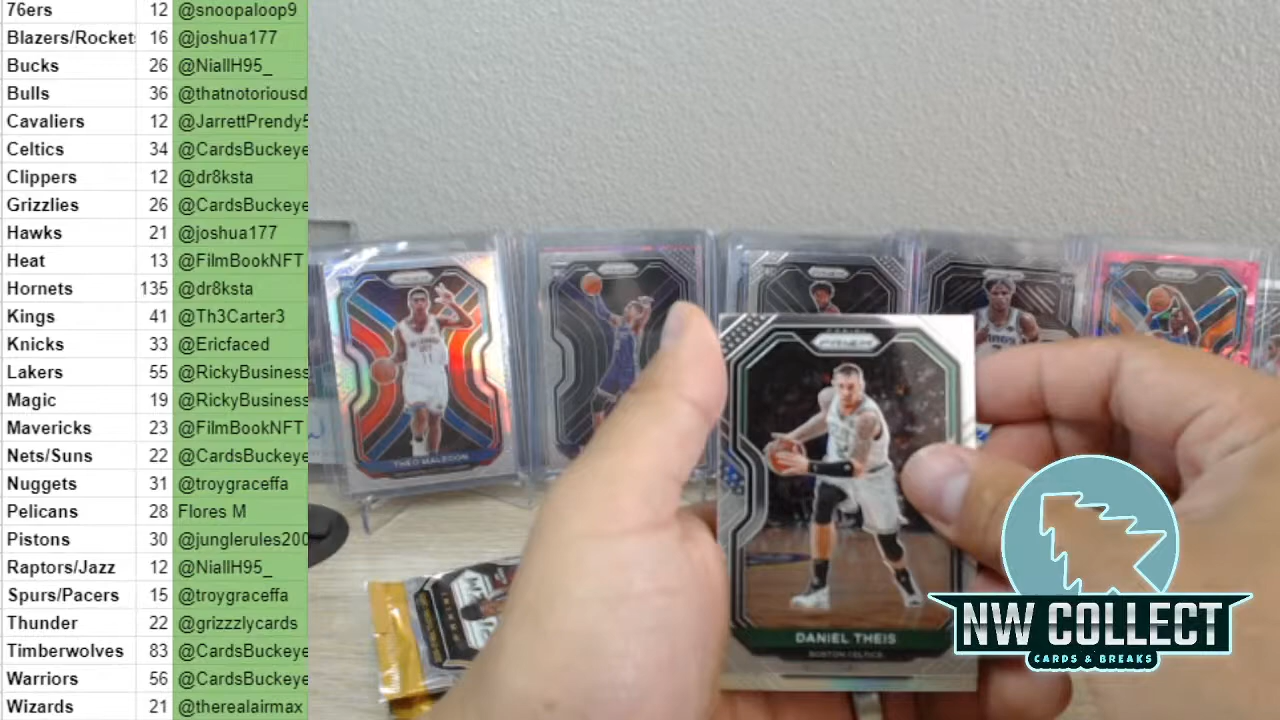 76ers 12 @snoopaloop9
Blazers/Rocket 16 @joshua177
Bucks 26 @NiallH95_
Bulls 36 @thatnotoriousd
Cavaliers 12 @JarrettPrendy5
Celtics 34 @CardsBuckeye
Clippers 12 @dr8ksta
Grizzlies 26 @CardsBuckeye
Hawks 21 @joshua177
Heat 13 @FilmBookNFT
Hornets 135 @dr8ksta
Kings 41 @Th3Carter3
Knicks 33 @Ericfaced
Lakers 55 @RickyBusiness
Magic 19 @RickyBusiness
Mavericks 23 @FilmBookNFT
Nets/Suns 22 @CardsBuckeye
Nuggets 31 @troygraceffa
Pelicans 28 Flores M
Pistons 30 @junglerules200
Raptors/Jazz 12 @NiallH95_
Spurs/Pacers 15 @troygraceffa
Thunder 22 @grizzzlycards
Timberwolves 83 @CardsBuckeye
Warriors 56 @CardsBuckeye
Wizards 21 @therealairmax
THEO MALEDON
PRIZM
DANIEL THEIS
BOSTON CELTICS
NW COLLECT
CARDS & BREAKS